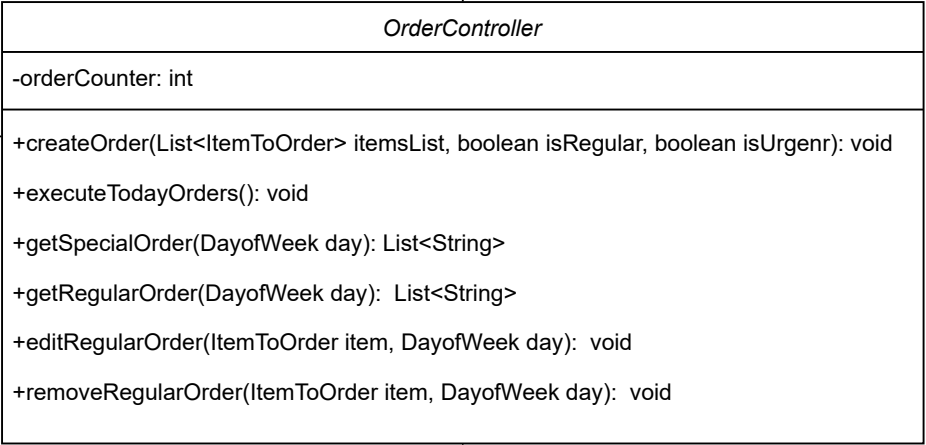 OrderController
-orderCounter: int
+createOrder(List<ItemToOrder> itemsList, boolean isRegular, boolean isUrgenr): void
+executeTodayOrders(): void
+getSpecialOrder(DayofWeek day): List<String>
+getRegularOrder(DayofWeek day):  List<String>
+editRegularOrder(ItemToOrder item, DayofWeek day):  void
+removeRegularOrder(ItemToOrder item, DayofWeek day):  void